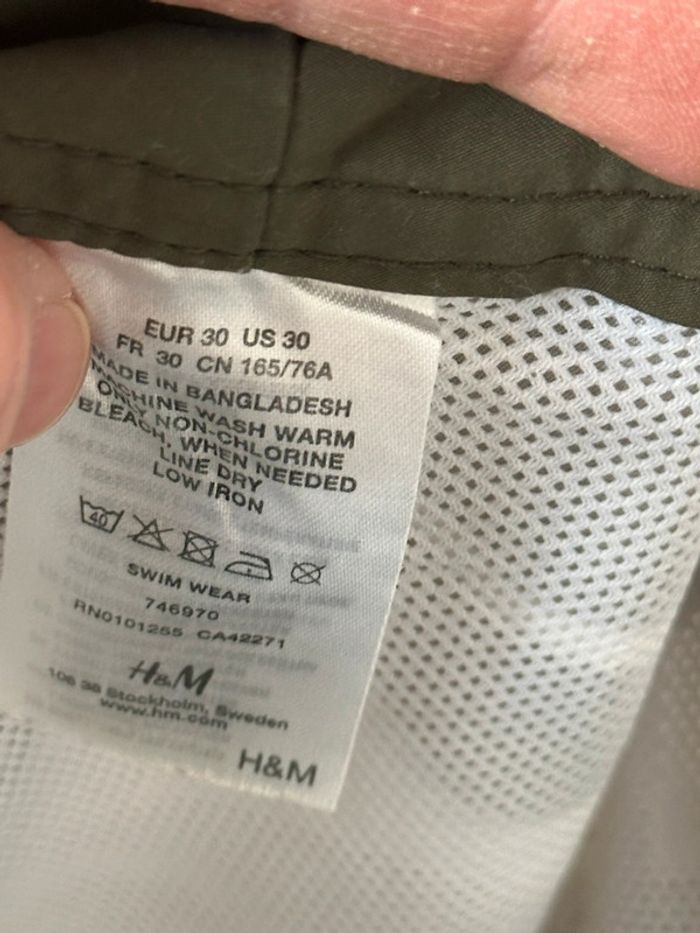 EUR 30 US 30
FR 30 CN 165/76A
MADE IN BANGLADESH
MACHINE WASH WARM
ONLY NON-CHLORINE
BLEACH, WHEN NEEDED
LINE DRY
LOW IRON
40
SWIM WEAR
746970
RN0101255 CA42271
H&M
106 38 Stockholm, Sweden
www.hm.com
H&M